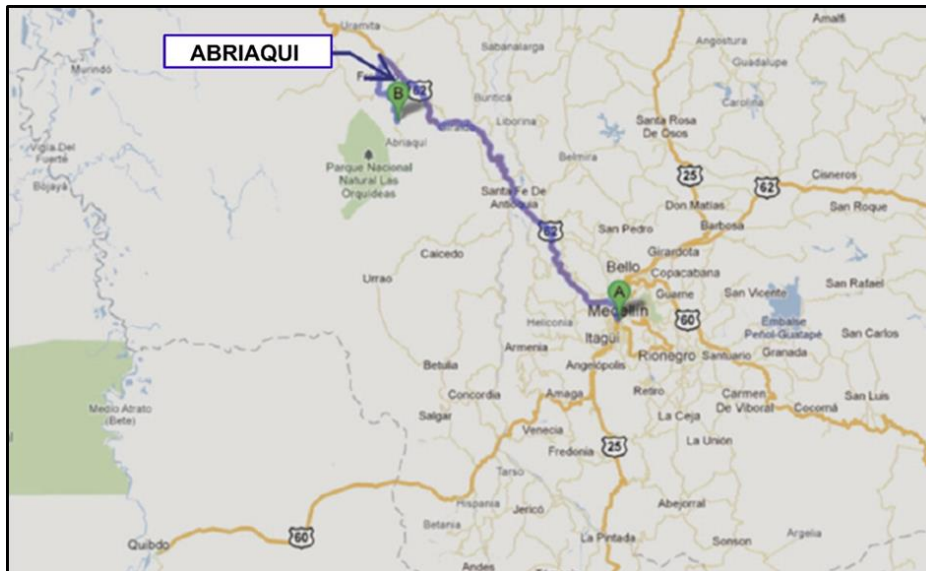 Uramita
Amalfi
ABRIAQUI
Sabanalarga
Angostura
Murindó
Guadalupe
62
B
Buriticá
Carolina
Liborina
Santa Rosa
De Osos
Abriaquí
Vigía Del
Fuerté
Belmira
Parque Nacional
Natural Las
Orquídeas
Bojayá
25
62
Cisneros
Santa Fe De
Antioquia
Don Matías
San Roque
62
San Pedro
Barbosa
Girardota
Caicedo
Bello
Copacabana
Urrao
A
Guarne
San Vicente
San Rafael
Medellín
60
Heliconia
Embalse
Peñol-Guatapé
Itagüí
San Carlos
Armenia
Rionegro
Santuario
Granada
Betulia
Angelópolis
Medio Atrato
(Bete)
Concordia
Amaga
Retiro
Carmen
De Viboral
San Luis
Cocorná
Salgar
La Ceja
Venecia
25
La Unión
Fredonia
Tarso
Hispania
Jericó
Abejorral
60
Betania
Argelia
Quibdo
La Pintada
Sonson
Andes